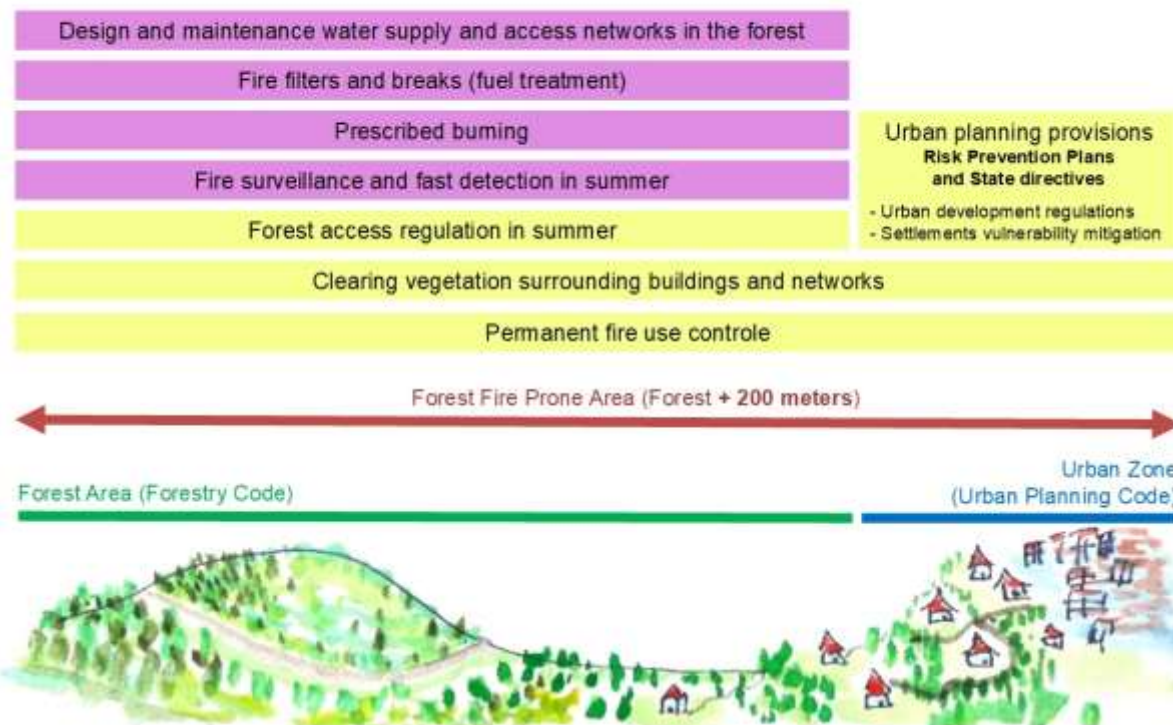 Design and maintenance water supply and access networks in the forest
Fire filters and breaks (fuel treatment)
Prescribed burning
Fire surveillance and fast detection in summer
Forest access regulation in summer
Urban planning provisions
Risk Prevention Plans
and State directives
- Urban development regulations
- Settlements vulnerability mitigation
Clearing vegetation surrounding buildings and networks
Permanent fire use controle
Forest Fire Prone Area (Forest + 200 meters)
Forest Area (Forestry Code)
Urban Zone
(Urban Planning Code)